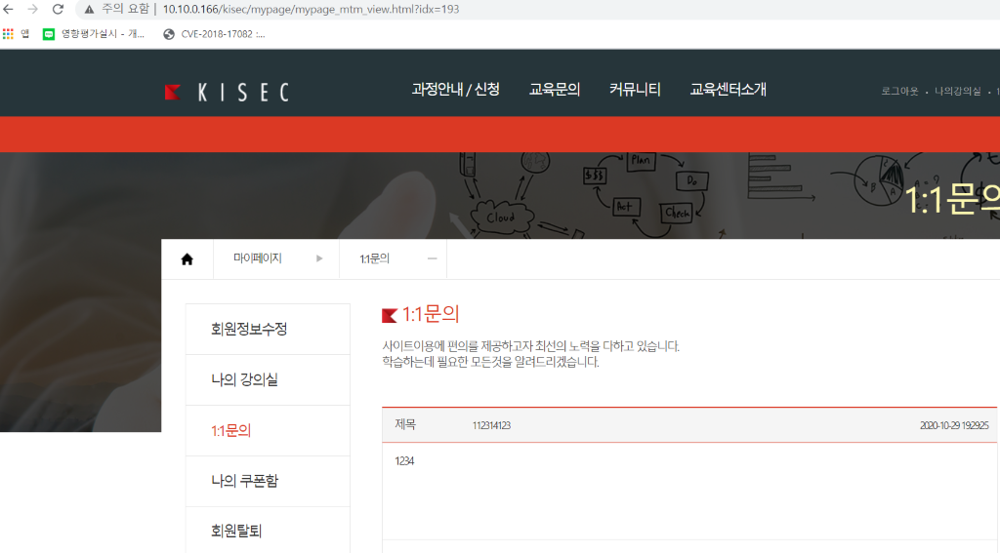 주의 요함 | 10.10.0.166/kisec/mypage/mypage_mtm_view.html?idx=193
앱 영향평가실시 - 개... CVE-2018-17082 :...
KISEC 과정안내 / 신청 교육문의 커뮤니티 교육센터소개 로그아웃 • 나의강의실 •
Plan
$$$
Do
Act
Check
Cloud
1:1문의
마이페이지 1:1문의
회원정보수정
나의 강의실
1:1문의
나의 쿠폰함
회원탈퇴
1:1문의
사이트이용에 편의를 제공하고자 최선의 노력을 다하고 있습니다.
학습하는데 필요한 모든것을 알려드리겠습니다.
제목 112314123 2020-10-29 19:29:25
1234